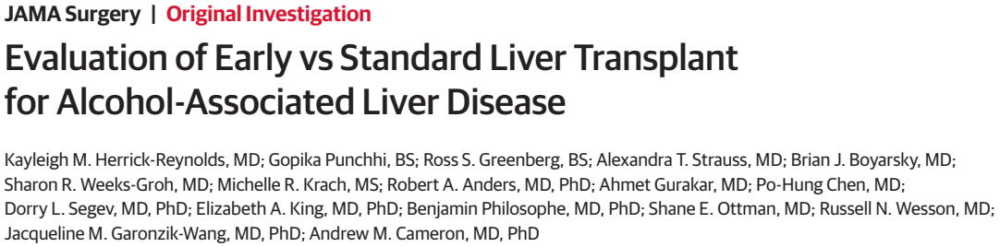 JAMA Surgery | Original Investigation
Evaluation of Early vs Standard Liver Transplant
for Alcohol-Associated Liver Disease
Kayleigh M. Herrick-Reynolds, MD; Gopika Punchhi, BS; Ross S. Greenberg, BS; Alexandra T. Strauss, MD; Brian J. Boyarsky, MD;
Sharon R. Weeks-Groh, MD; Michelle R. Krach, MS; Robert A. Anders, MD, PhD; Ahmet Gurakar, MD; Po-Hung Chen, MD;
Dorry L. Segev, MD, PhD; Elizabeth A. King, MD, PhD; Benjamin Philosophe, MD, PhD; Shane E. Ottman, MD; Russell N. Wesson, MD;
Jacqueline M. Garonzik-Wang, MD, PhD; Andrew M. Cameron, MD, PhD